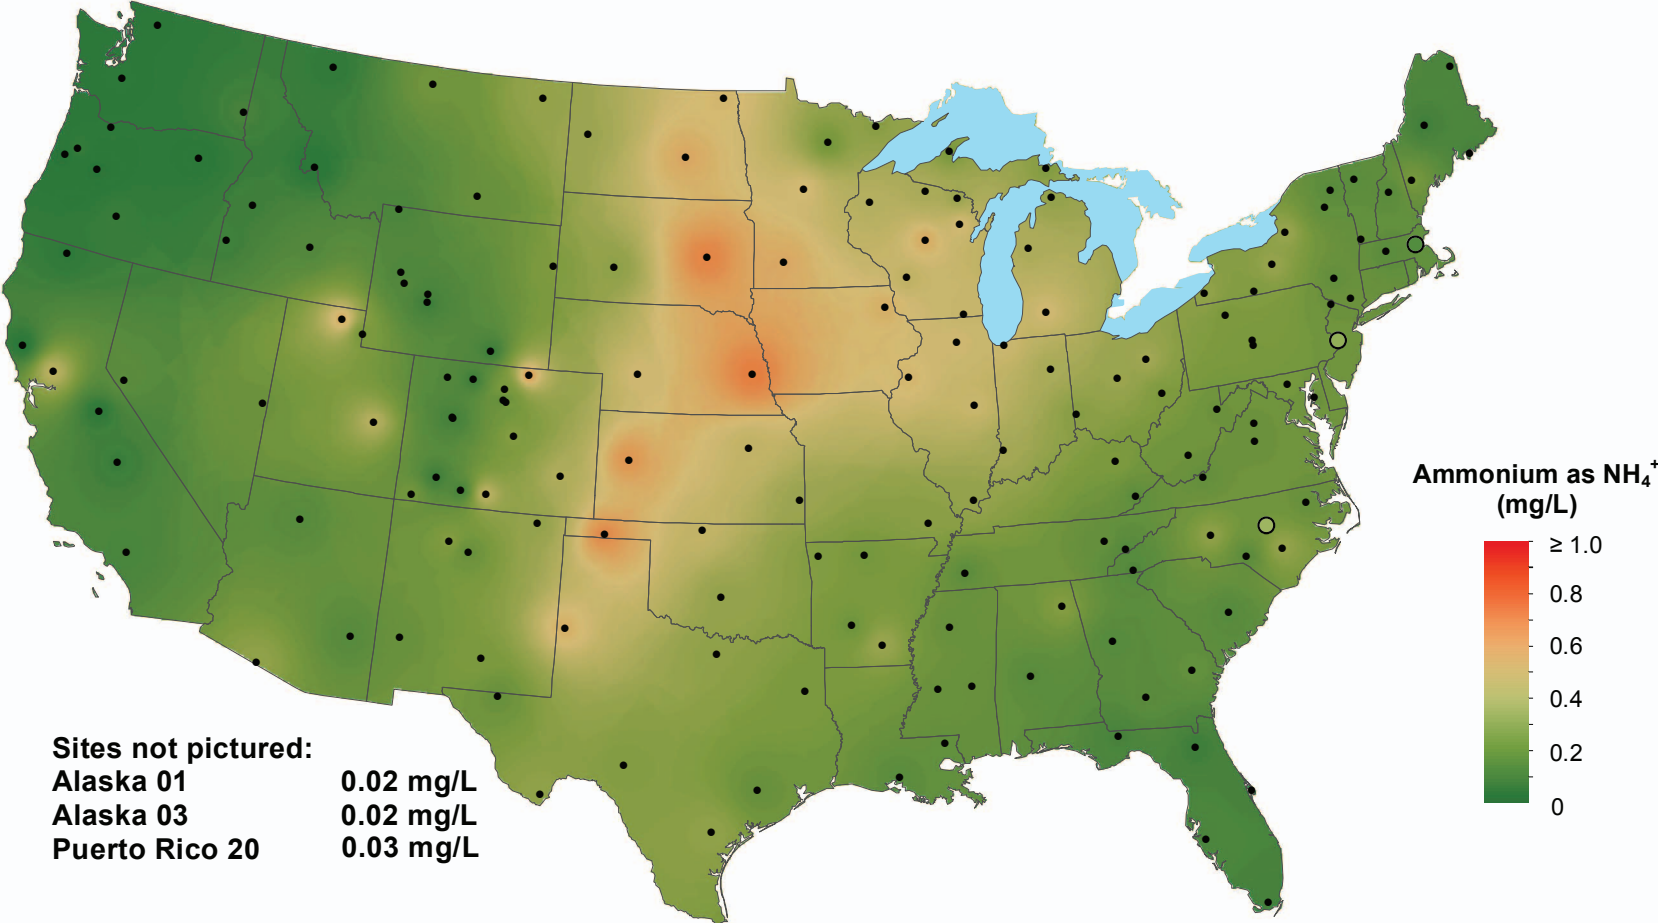 Ammonium as NH₄⁺
(mg/L)
≥ 1.0
0.8
0.6
0.4
0.2
0
Sites not pictured:
Alaska 01 0.02 mg/L
Alaska 03 0.02 mg/L
Puerto Rico 20 0.03 mg/L